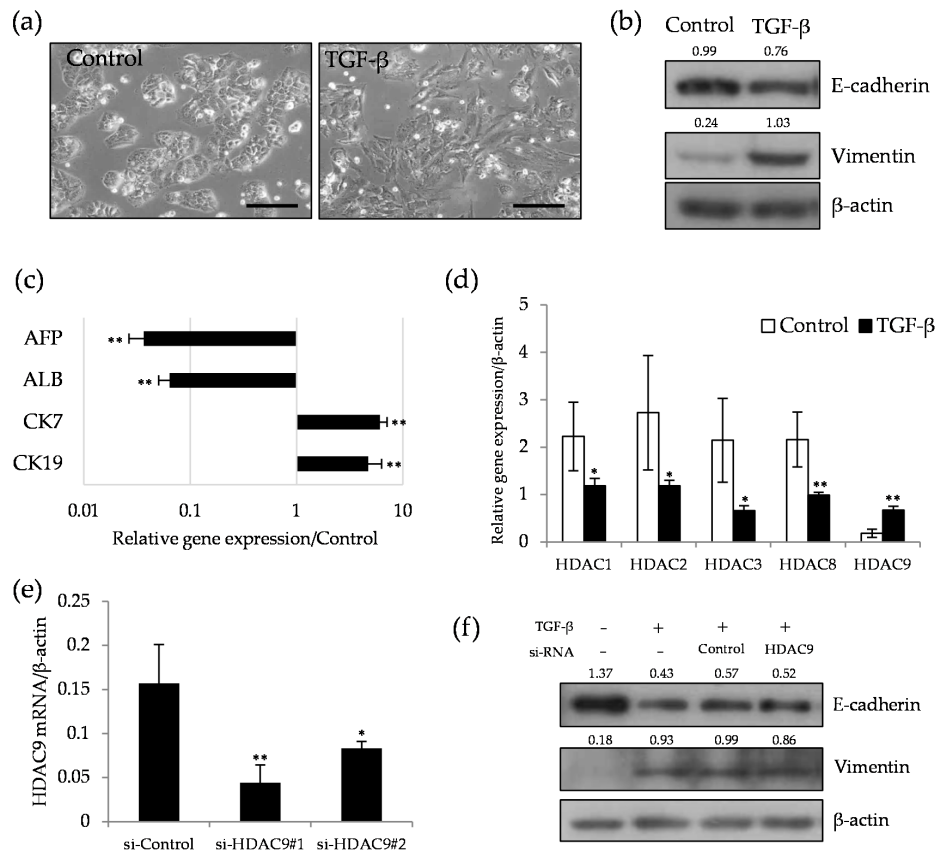 (a)
Control
TGF-β
(b)
Control TGF-β
0.99 0.76
E-cadherin
0.24 1.03
Vimentin
β-actin
(c)
AFP
**
ALB
**
CK7
**
CK19
**
0.01 0.1 1 10
Relative gene expression/Control
(d)
Relative gene expression/β-actin
5
4
3
2
1
0
Control TGF-β
* * * ** **
HDAC1 HDAC2 HDAC3 HDAC8 HDAC9
(e)
HDAC9 mRNA/β-actin
0.25
0.2
0.15
0.1
0.05
0
** *
si-Control si-HDAC9#1 si-HDAC9#2
(f)
TGF-β – + + +
si-RNA – Control HDAC9
1.37 0.43 0.57 0.52
E-cadherin
0.18 0.93 0.99 0.86
Vimentin
β-actin